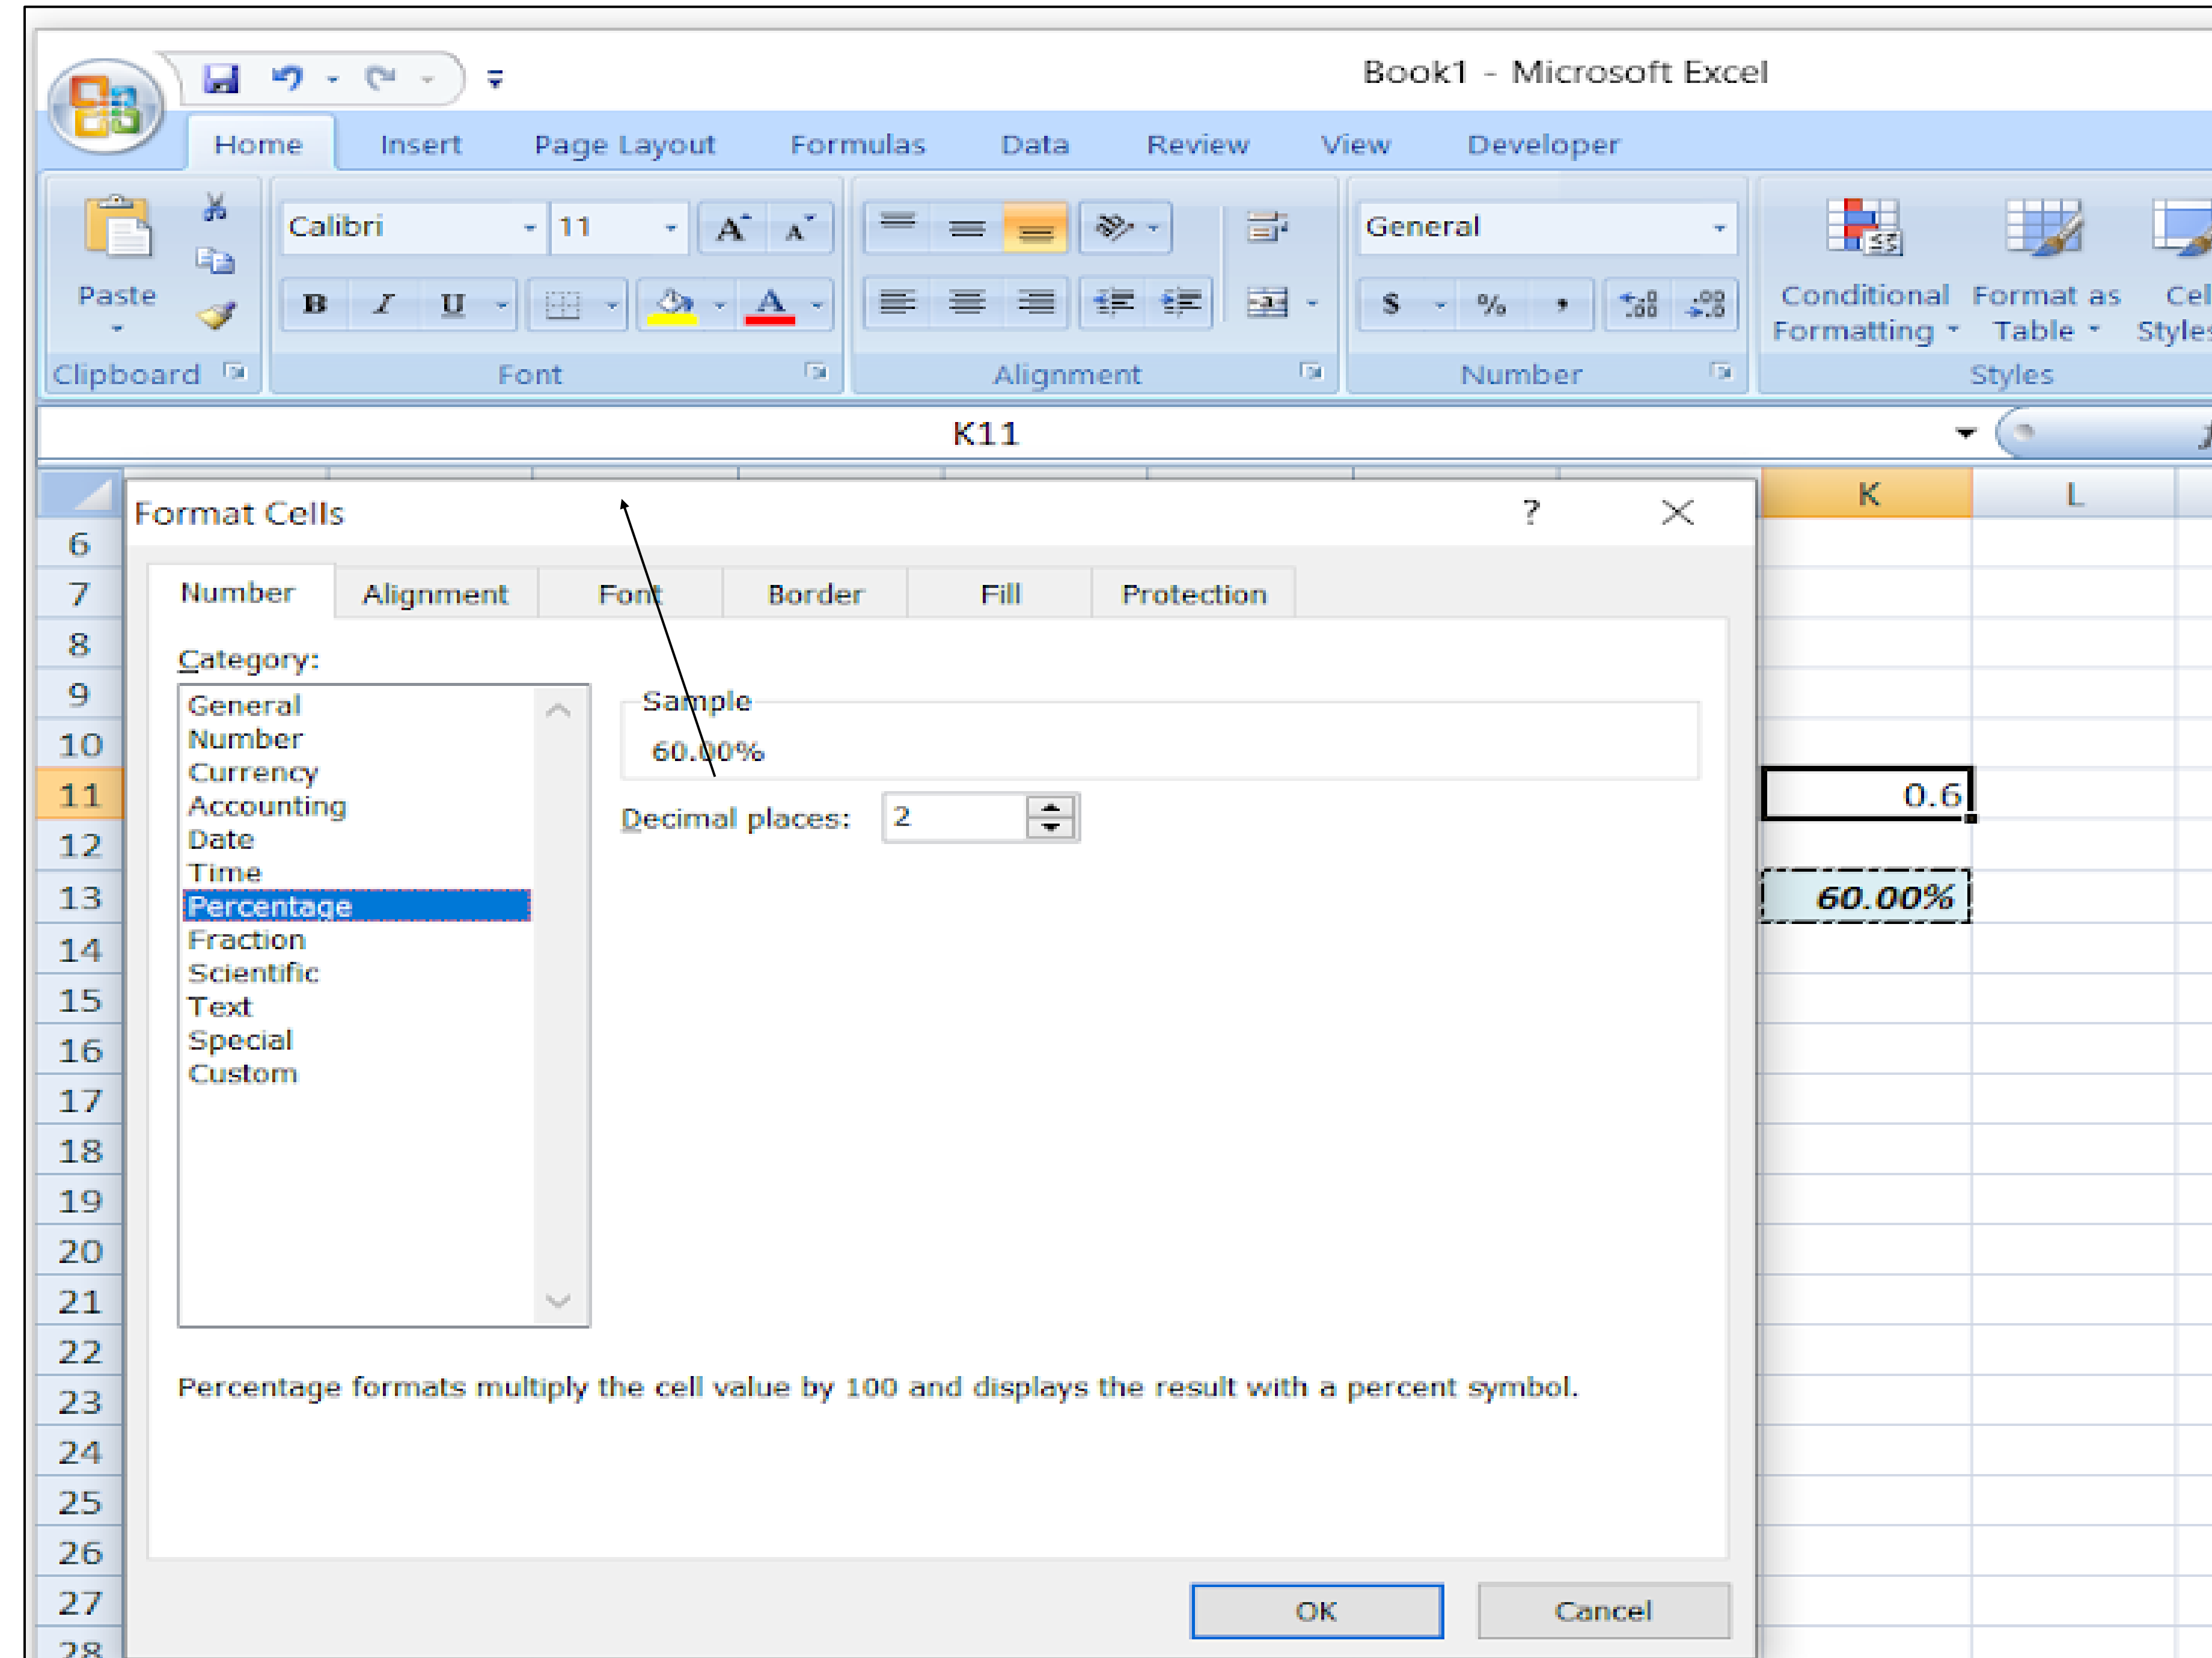 Book1 - Microsoft Excel
Home Insert Page Layout Formulas Data Review View Developer
Calibri 11 A A General
Paste B I U A $ % , Conditional Formatting Format as Table Styles
Clipboard Font Alignment Number Styles
K11
K L
Format Cells ?
6
7 Number Alignment Font Border Fill Protection
8 Category:
9 General Sample
10 Number 60.00%
Currency
11 Accounting Decimal places: 2 0.6
12 Date
Time
13 Percentage 60.00%
14 Fraction
Scientific
15 Text
16 Special
Custom
17
18
19
20
21
22
23 Percentage formats multiply the cell value by 100 and displays the result with a percent symbol.
24
25
26
27 OK Cancel
28